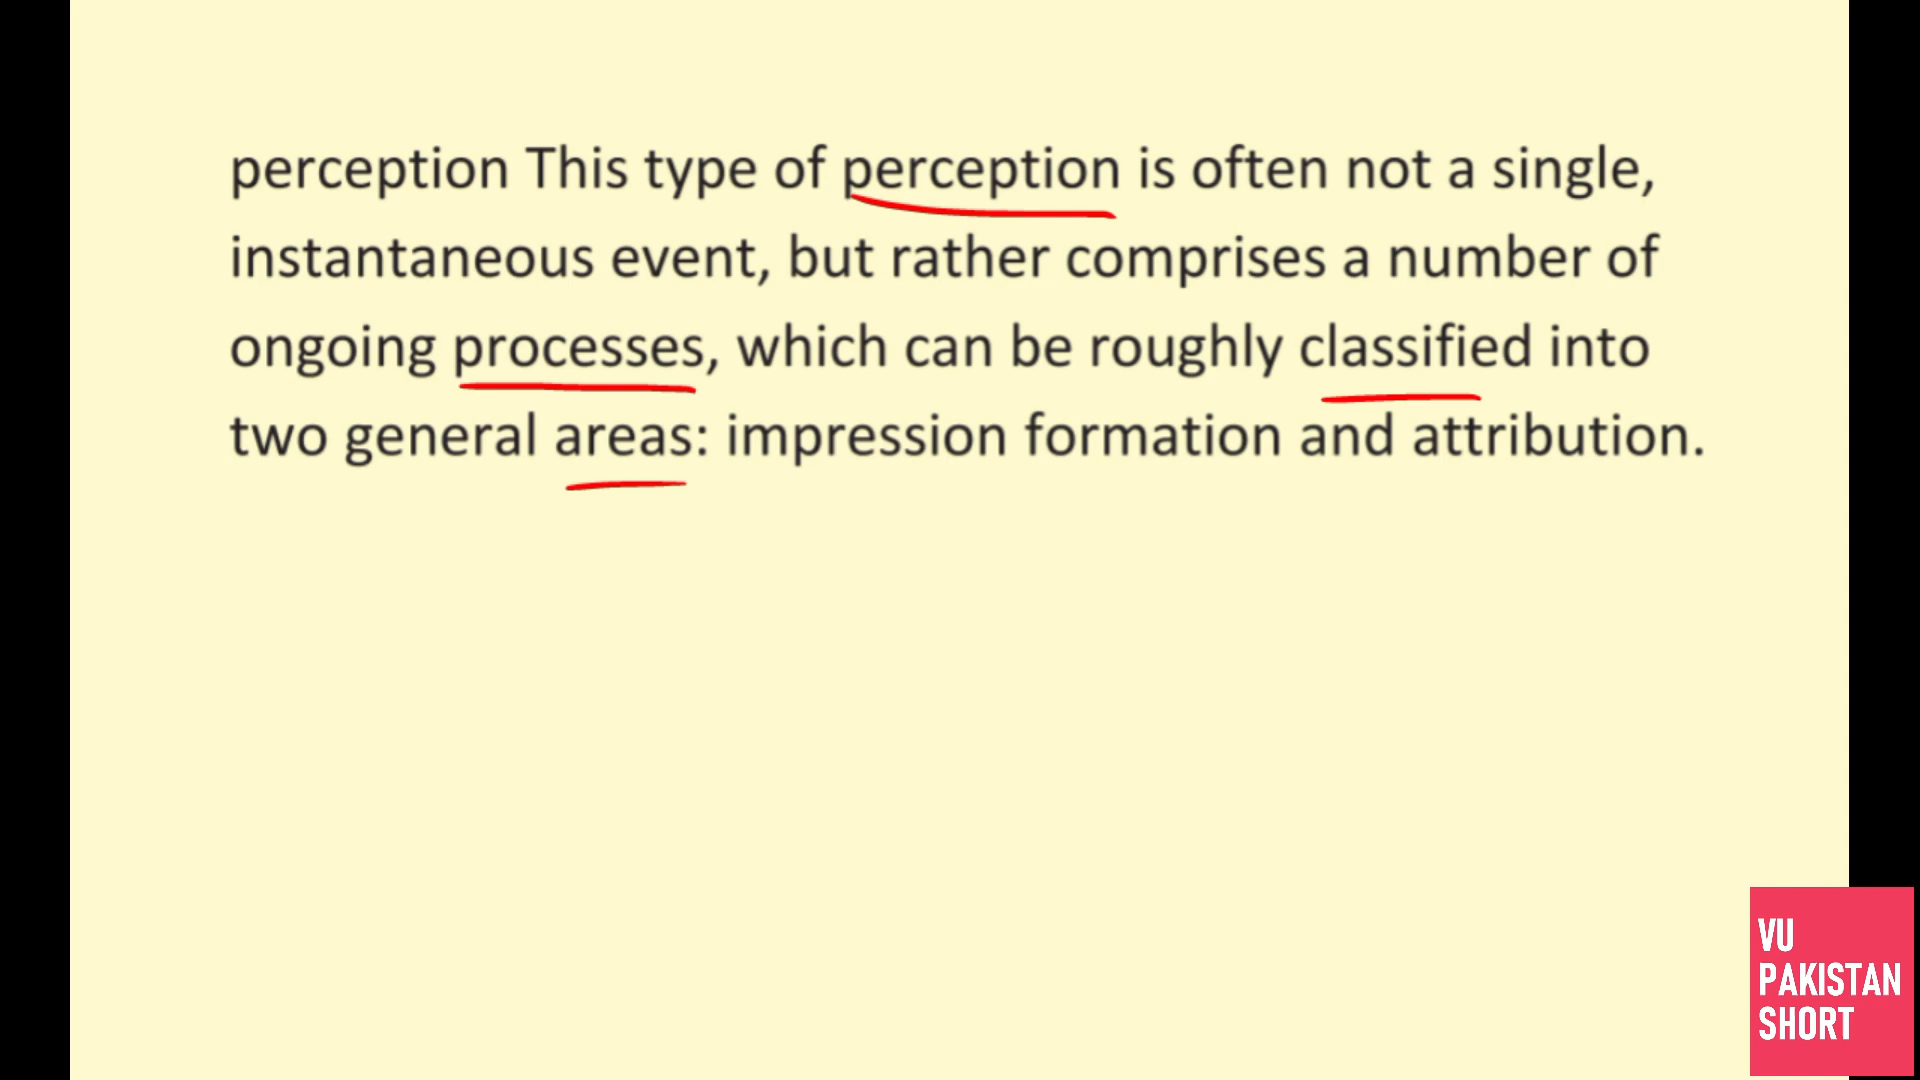 perception This type of perception is often not a single,
instantaneous event, but rather comprises a number of
ongoing processes, which can be roughly classified into
two general areas: impression formation and attribution.
VU
PAKISTAN
SHORT